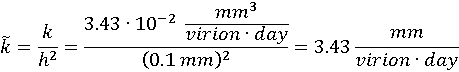 k̃ = k / h² = (3.43 · 10⁻² mm³ / (virion · day)) / (0.1 mm)² = 3.43 mm / (virion · day)